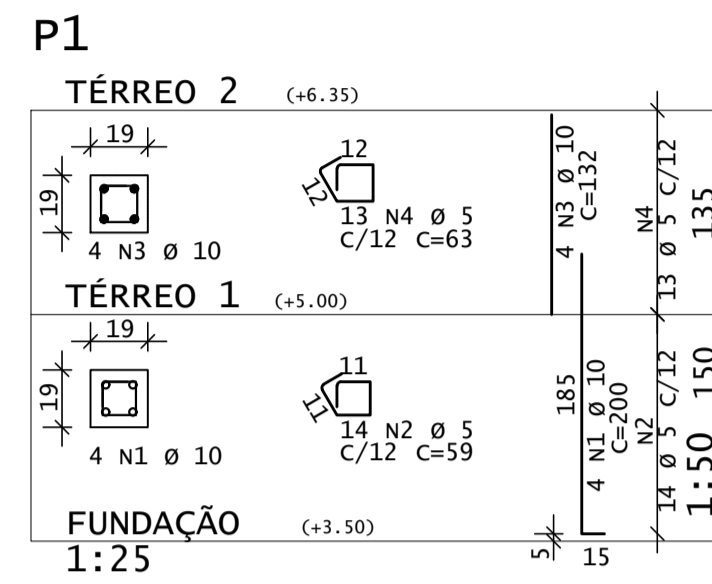 P1
TÉRREO 2 (+6.35)
19
19
4 N3 Ø 10
12
12
13 N4 Ø 5
C/12 C=63
4 N3 Ø 10
C=132
N4
13 Ø 5 C/12
135
TÉRREO 1 (+5.00)
19
19
4 N1 Ø 10
11
11
14 N2 Ø 5
C/12 C=59
185
4 N1 Ø 10
C=200
N2
14 Ø 5 C/12
150
1:50
FUNDAÇÃO (+3.50)
1:25
5
15